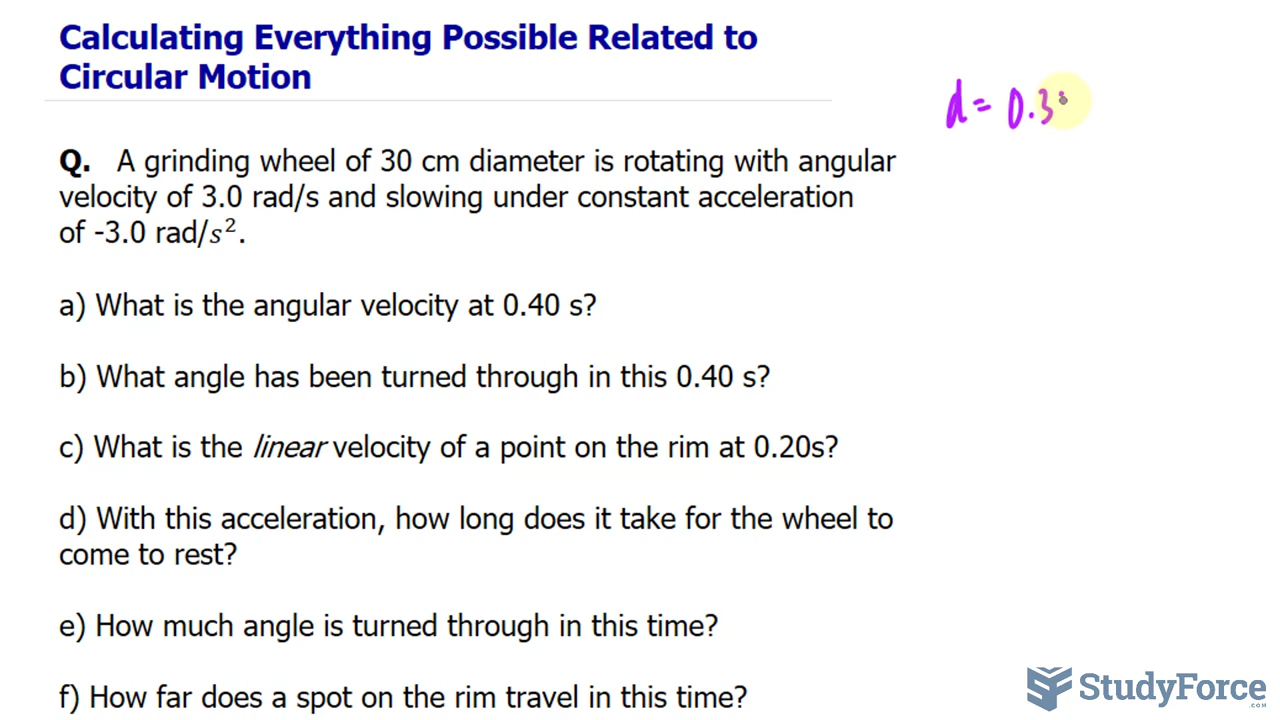 Calculating Everything Possible Related to
Circular Motion
d = 0.3
Q. A grinding wheel of 30 cm diameter is rotating with angular
velocity of 3.0 rad/s and slowing under constant acceleration
of -3.0 rad/s².
a) What is the angular velocity at 0.40 s?
b) What angle has been turned through in this 0.40 s?
c) What is the linear velocity of a point on the rim at 0.20s?
d) With this acceleration, how long does it take for the wheel to
come to rest?
e) How much angle is turned through in this time?
f) How far does a spot on the rim travel in this time?
StudyForce
.COM